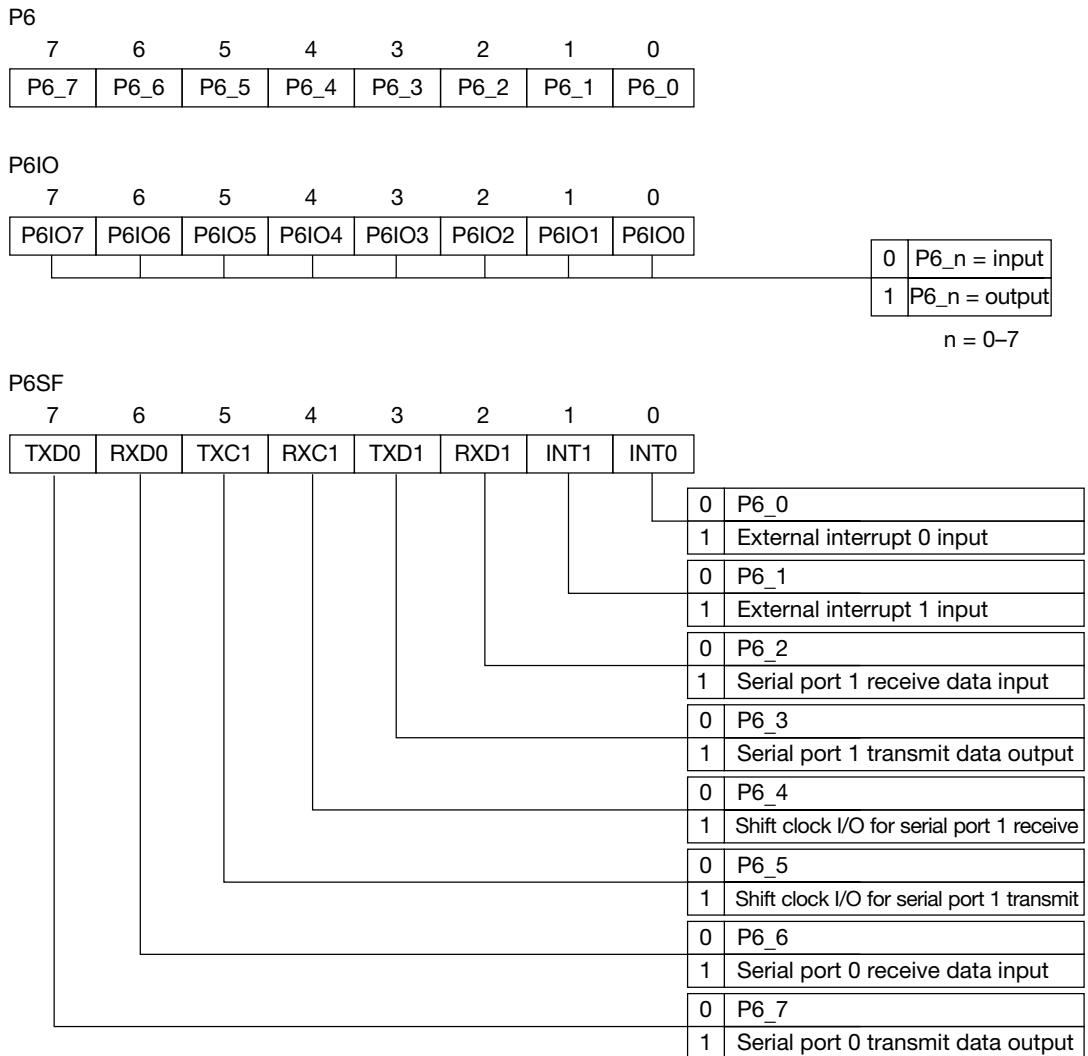 P6
7 6 5 4 3 2 1 0
P6_7 P6_6 P6_5 P6_4 P6_3 P6_2 P6_1 P6_0
P6IO
7 6 5 4 3 2 1 0
P6IO7 P6IO6 P6IO5 P6IO4 P6IO3 P6IO2 P6IO1 P6IO0
0 P6_n = input
1 P6_n = output
n = 0–7
P6SF
7 6 5 4 3 2 1 0
TXD0 RXD0 TXC1 RXC1 TXD1 RXD1 INT1 INT0
0 P6_0
1 External interrupt 0 input
0 P6_1
1 External interrupt 1 input
0 P6_2
1 Serial port 1 receive data input
0 P6_3
1 Serial port 1 transmit data output
0 P6_4
1 Shift clock I/O for serial port 1 receive
0 P6_5
1 Shift clock I/O for serial port 1 transmit
0 P6_6
1 Serial port 0 receive data input
0 P6_7
1 Serial port 0 transmit data output